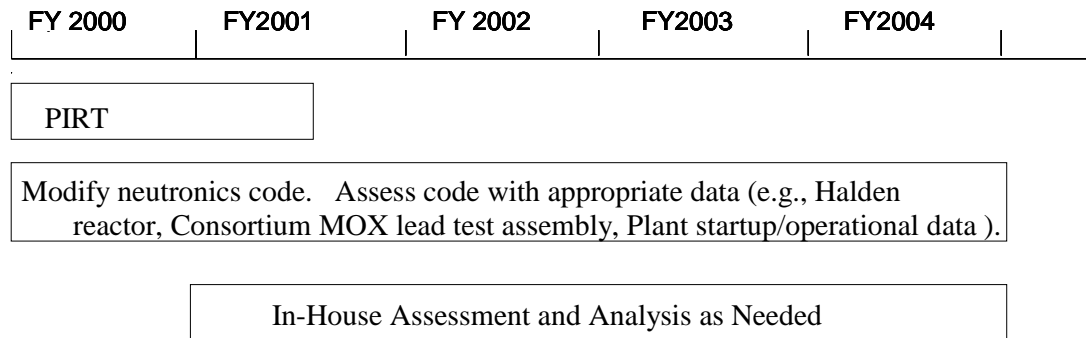 FY 2000 FY2001 FY 2002 FY2003 FY2004
PIRT
Modify neutronics code. Assess code with appropriate data (e.g., Halden
reactor, Consortium MOX lead test assembly, Plant startup/operational data ).
In-House Assessment and Analysis as Needed